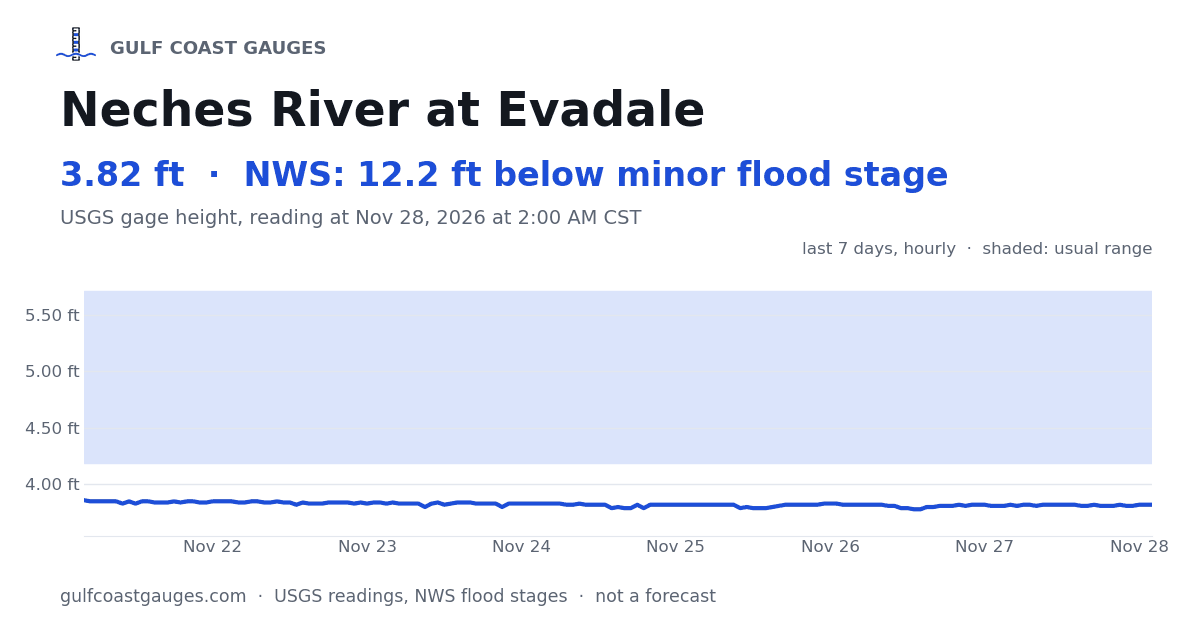 GULF COAST GAUGES
Neches River at Evadale
3.82 ft · NWS: 12.2 ft below minor flood stage
USGS gage height, reading at Nov 28, 2026 at 2:00 AM CST
last 7 days, hourly · shaded: usual range
5.50 ft
5.00 ft
4.50 ft
4.00 ft
Nov 22 Nov 23 Nov 24 Nov 25 Nov 26 Nov 27 Nov 28
gulfcoastgauges.com · USGS readings, NWS flood stages · not a forecast